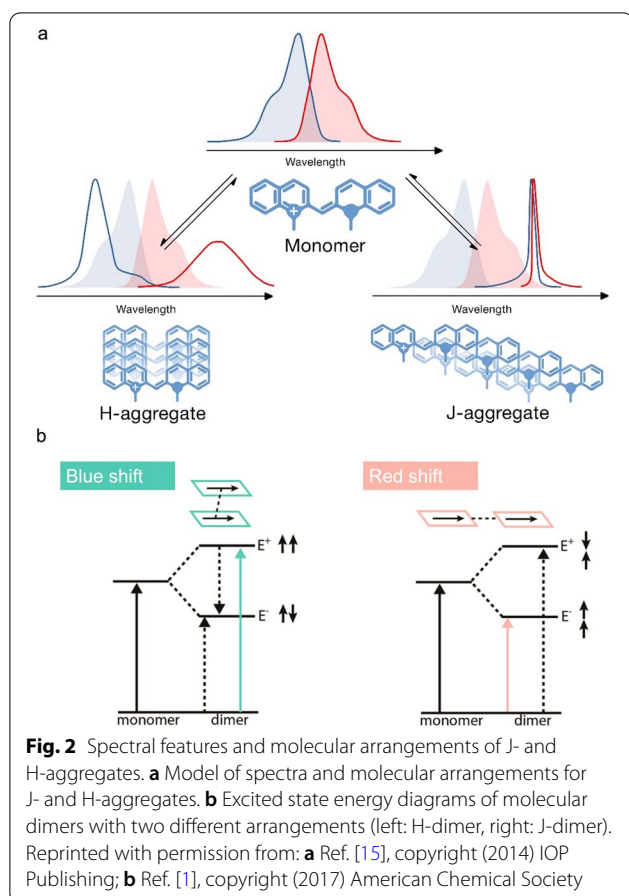 a
Wavelength
Monomer
Wavelength
Wavelength
H-aggregate
J-aggregate
b
Blue shift
Red shift
E+
E-
E+
E-
monomer
dimer
monomer
dimer
Fig. 2 Spectral features and molecular arrangements of J- and
H-aggregates. a Model of spectra and molecular arrangements for
J- and H-aggregates. b Excited state energy diagrams of molecular
dimers with two different arrangements (left: H-dimer, right: J-dimer).
Reprinted with permission from: a Ref. [15], copyright (2014) IOP
Publishing; b Ref. [1], copyright (2017) American Chemical Society